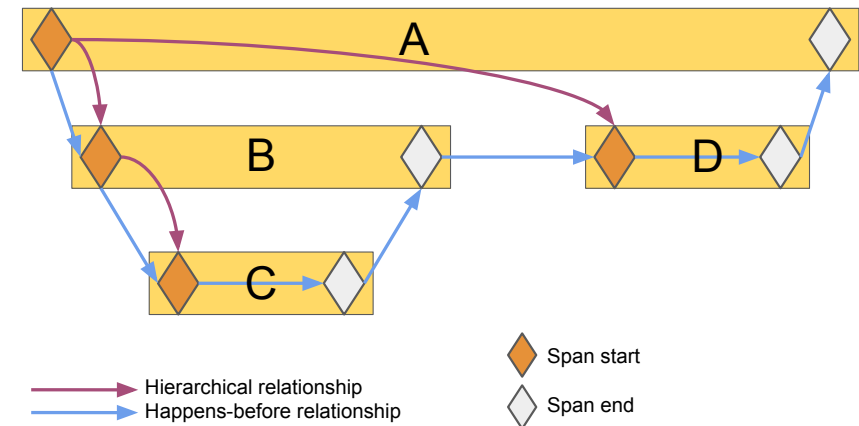 A
B
D
C
Span start
Hierarchical relationship
Happens-before relationship
Span end